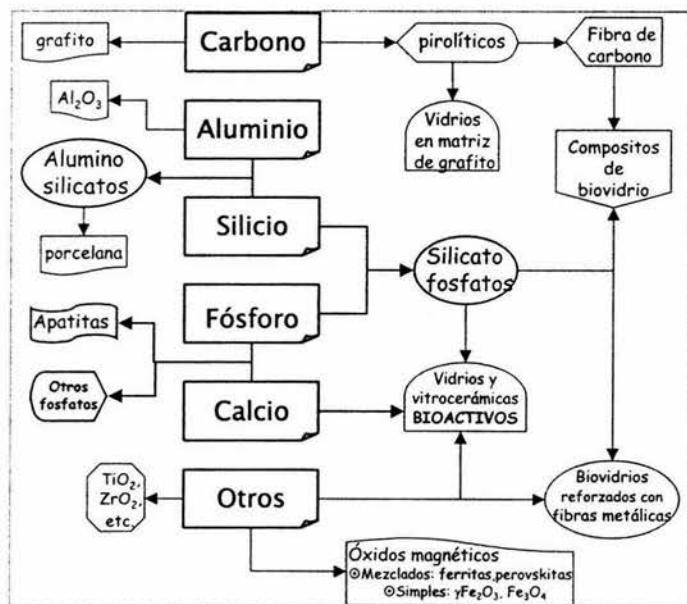 grafito
Carbono
pirolíticos
Fibra de
carbono
Al₂O₃
Aluminio
Vidrios
en matriz
de grafito
Compositos
de
biovidrio
Alumino
silicatos
Silicio
porcelana
Silicato
fosfatos
Apatitas
Fósforo
Otros
fosfatos
Calcio
Vidrios y
vitrocerámicas
BIOACTIVOS
TiO₂,
ZrO₂,
etc.
Otros
Biovidrios
reforzados con
fibras metálicas
Óxidos magnéticos
⊙Mezclados: ferritas,perovskitas
⊙Simples: γFe₂O₃, Fe₃O₄